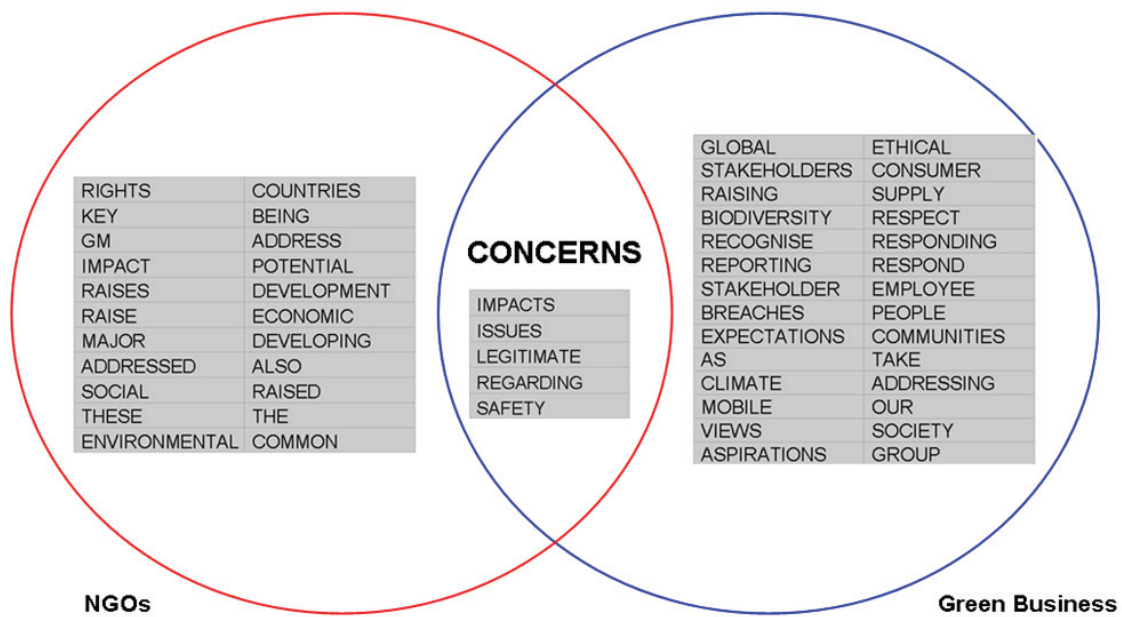 RIGHTS COUNTRIES
KEY BEING
GM ADDRESS
IMPACT POTENTIAL
RAISES DEVELOPMENT
RAISE ECONOMIC
MAJOR DEVELOPING
ADDRESSED ALSO
SOCIAL RAISED
THESE THE
ENVIRONMENTAL COMMON
CONCERNS
IMPACTS
ISSUES
LEGITIMATE
REGARDING
SAFETY
GLOBAL ETHICAL
STAKEHOLDERS CONSUMER
RAISING SUPPLY
BIODIVERSITY RESPECT
RECOGNISE RESPONDING
REPORTING RESPOND
STAKEHOLDER EMPLOYEE
BREACHES PEOPLE
EXPECTATIONS COMMUNITIES
AS TAKE
CLIMATE ADDRESSING
MOBILE OUR
VIEWS SOCIETY
ASPIRATIONS GROUP
NGOs
Green Business